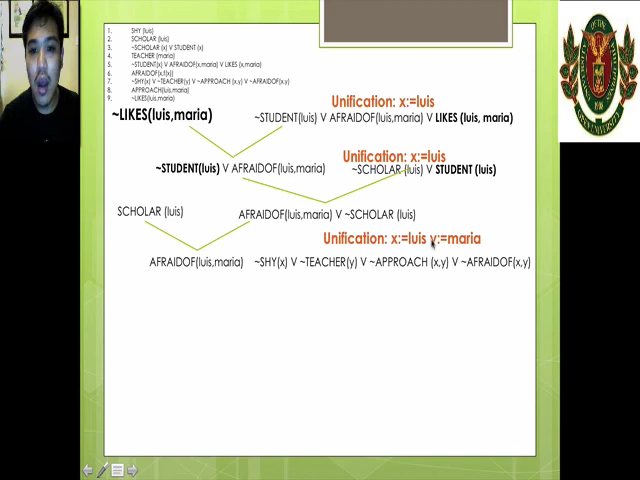 1. SHY (luis)
2. SCHOLAR (luis)
3. ~SCHOLAR (x) V STUDENT (x)
4. TEACHER (maria)
5. ~STUDENT(x) V AFRAIDOF(x,maria) V LIKES (x,maria)
6. AFRAIDOF(x,f(x))
7. ~SHY(x) V ~TEACHER(y) V ~APPROACH (x,y) V ~AFRAIDOF(x,y)
8. APPROACH(luis,maria)
9. ~LIKES(luis,maria)
Unification: x:=luis
~LIKES(luis,maria) ~STUDENT(luis) V AFRAIDOF(luis,maria) V LIKES (luis, maria)
Unification: x:=luis
~STUDENT(luis) V AFRAIDOF(luis,maria) ~SCHOLAR (luis) V STUDENT (luis)
SCHOLAR (luis) AFRAIDOF(luis,maria) V ~SCHOLAR (luis)
Unification: x:=luis y:=maria
AFRAIDOF(luis,maria) ~SHY(x) V ~TEACHER(y) V ~APPROACH (x,y) V ~AFRAIDOF(x,y)